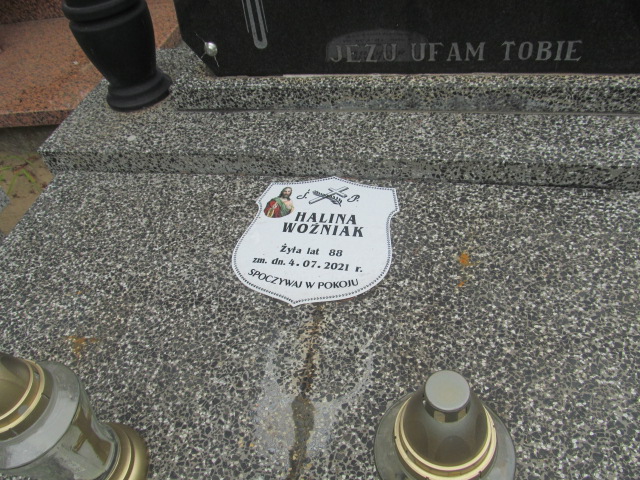 JEZU UFAM TOBIE
Ś. P.
HALINA
WOŹNIAK
Żyła lat 88
zm. dn. 4.07.2021 r.
SPOCZYWAJ W POKOJU